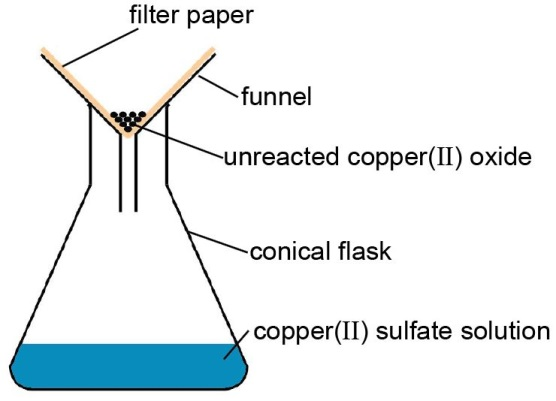 filter paper
funnel
unreacted copper(II) oxide
conical flask
copper(II) sulfate solution